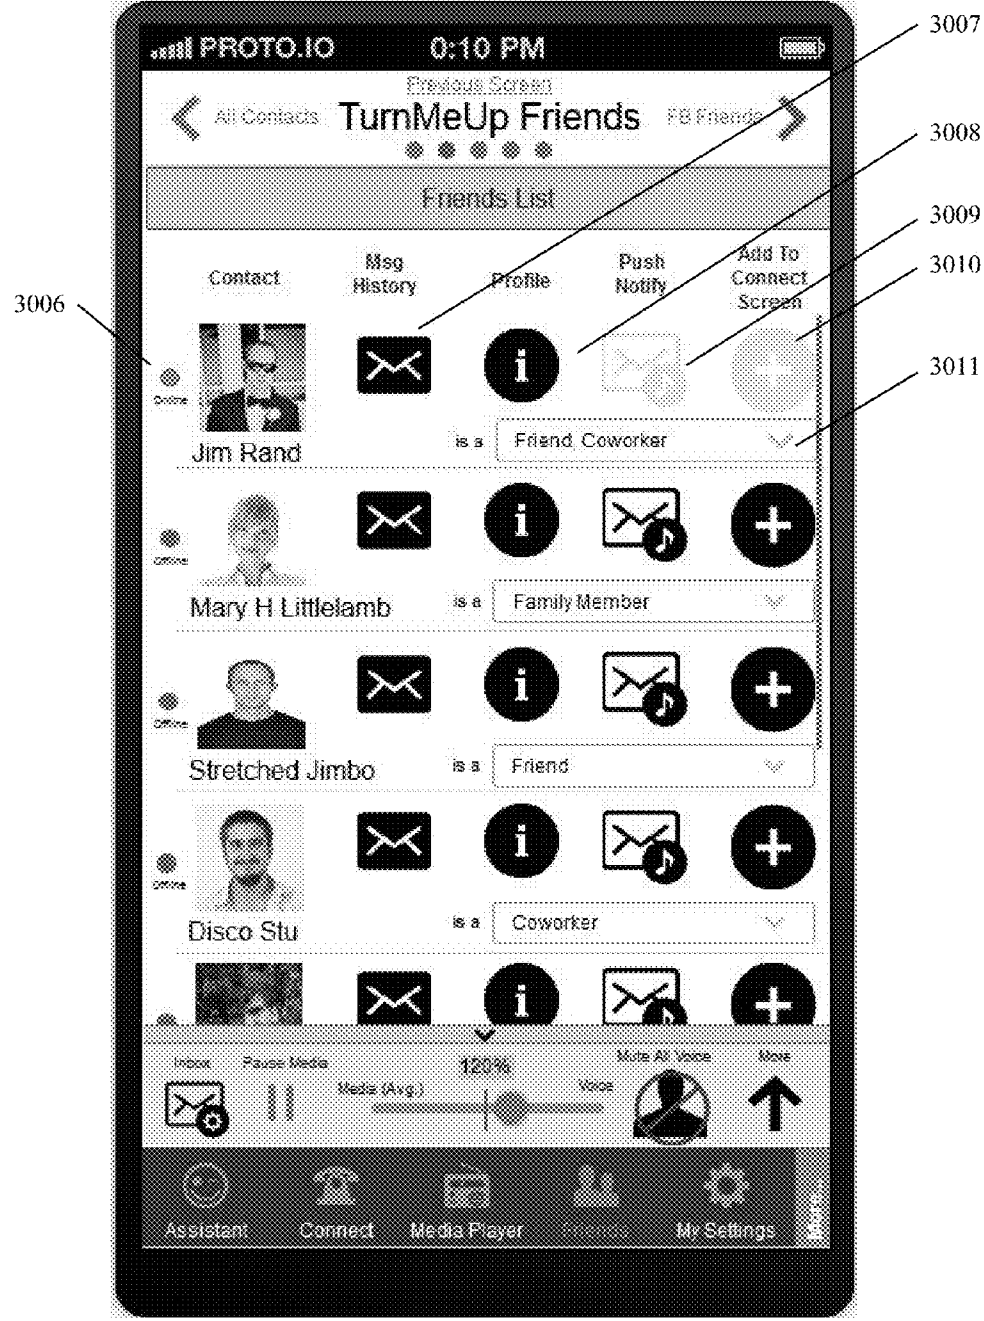 PROTO.IO 0:10 PM
3007
Previous Screen
All Contacts TurnMeUp Friends FB Friends
3008
Friends List
3009
Contact
Msg History
Profile
Push Notify
Add To Connect Screen
3010
3006
Online
3011
Jim Rand is a Friend, Coworker
Offline
Mary H Littlelamb is a Family Member
Offline
Stretched Jimbo is a Friend
Offline
Disco Stu is a Coworker
Inbox
Pause Media
Media (Avg.)
120%
Voice
Mute All Voice
More
Assistant
Connect
Media Player
Friends
My Settings
More...